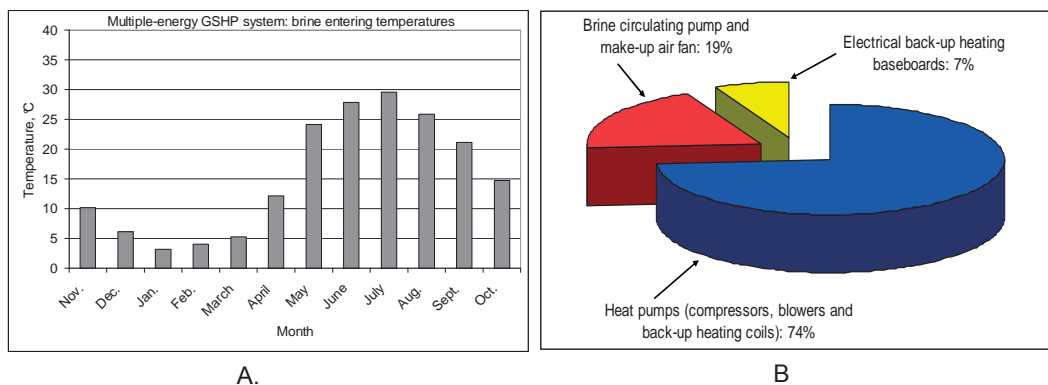 Multiple-energy GSHP system: brine entering temperatures
40
35
30
25
20
15
10
5
0
Temperature, °C
Nov.
Dec.
Jan.
Feb.
March
April
May
June
July
Aug.
Sept.
Oct.
Month
A.
Brine circulating pump and
make-up air fan: 19%
Electrical back-up heating
baseboards: 7%
Heat pumps (compressors, blowers and
back-up heating coils): 74%
B